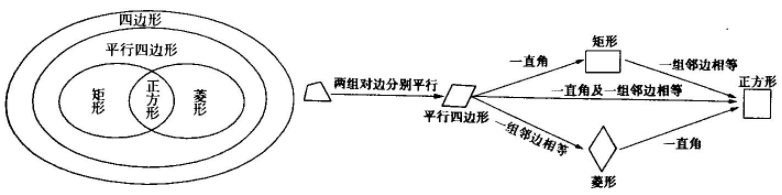 四边形
平行四边形
矩形
正方形
菱形
两组对边分别平行
平行四边形
一直角
矩形
一组邻边相等
正方形
一直角及一组邻边相等
一组邻边相等
菱形
一直角